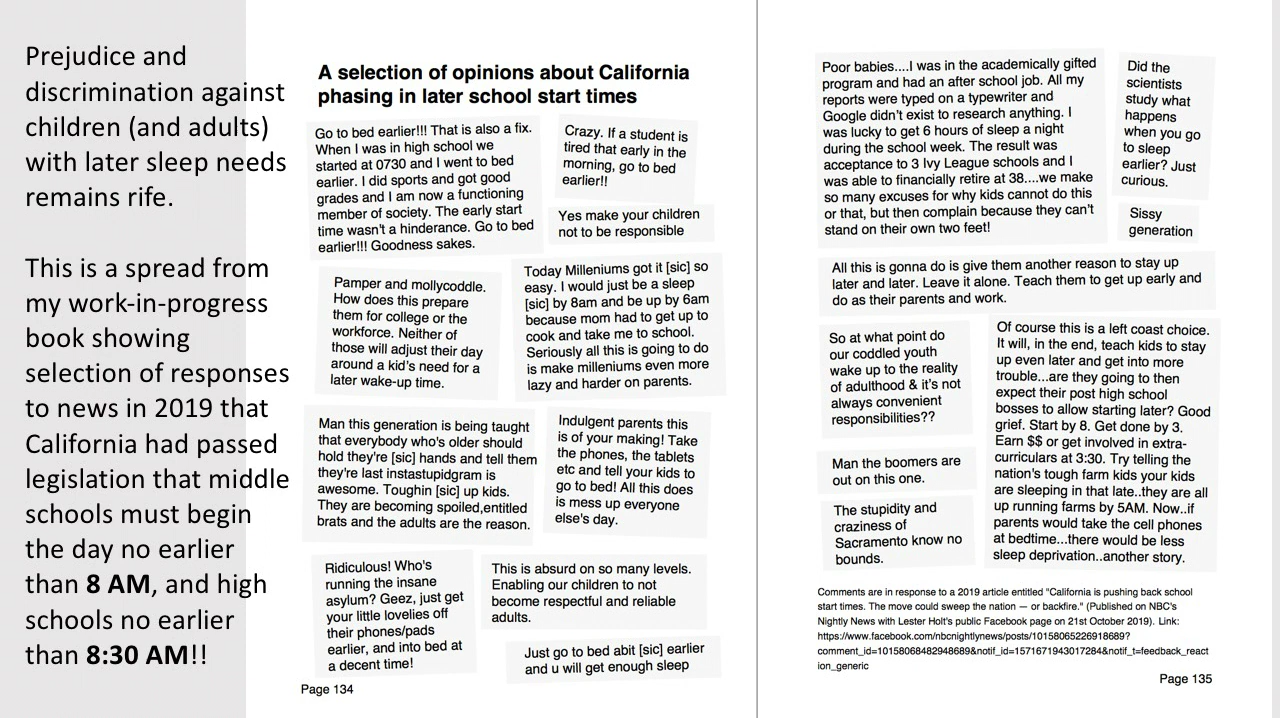 Prejudice and
discrimination against
children (and adults)
with later sleep needs
remains rife.
This is a spread from
my work-in-progress
book showing
selection of responses
to news in 2019 that
California had passed
legislation that middle
schools must begin
the day no earlier
than 8 AM, and high
schools no earlier
than 8:30 AM!!
A selection of opinions about California
phasing in later school start times
Go to bed earlier!!! That is also a fix.
When I was in high school we
started at 0730 and I went to bed
earlier. I did sports and got good
grades and I am now a functioning
member of society. The early start
time wasn't a hinderance. Go to bed
earlier!!! Goodness sakes.
Crazy. If a student is
tired that early in the
morning, go to bed
earlier!!
Yes make your children
not to be responsible
Pamper and mollycoddle.
How does this prepare
them for college or the
workforce. Neither of
those will adjust their day
around a kid's need for a
later wake-up time.
Today Milleniums got it [sic] so
easy. I would just be a sleep
[sic] by 8am and be up by 6am
because mom had to get up to
cook and take me to school.
Seriously all this is going to do
is make milleniums even more
lazy and harder on parents.
Man this generation is being taught
that everybody who's older should
hold they're [sic] hands and tell them
they're last instastupidgram is
awesome. Toughin [sic] up kids.
They are becoming spoiled,entitled
brats and the adults are the reason.
Indulgent parents this
is of your making! Take
the phones, the tablets
etc and tell your kids to
go to bed! All this does
is mess up everyone
else's day.
Ridiculous! Who's
running the insane
asylum? Geez, just get
your little lovelies off
their phones/pads
earlier, and into bed at
a decent time!
This is absurd on so many levels.
Enabling our children to not
become respectful and reliable
adults.
Just go to bed abit [sic] earlier
and u will get enough sleep
Page 134
Poor babies....I was in the academically gifted
program and had an after school job. All my
reports were typed on a typewriter and
Google didn't exist to research anything. I
was lucky to get 6 hours of sleep a night
during the school week. The result was
acceptance to 3 Ivy League schools and I
was able to financially retire at 38....we make
so many excuses for why kids cannot do this
or that, but then complain because they can't
stand on their own two feet!
Did the
scientists
study what
happens
when you go
to sleep
earlier? Just
curious.
Sissy
generation
All this is gonna do is give them another reason to stay up
later and later. Leave it alone. Teach them to get up early and
do as their parents and work.
So at what point do
our coddled youth
wake up to the reality
of adulthood & it's not
always convenient
responsibilities??
Man the boomers are
out on this one.
The stupidity and
craziness of
Sacramento know no
bounds.
Of course this is a left coast choice.
It will, in the end, teach kids to stay
up even later and get into more
trouble...are they going to then
expect their post high school
bosses to allow starting later? Good
grief. Start by 8. Get done by 3.
Earn $$ or get involved in extra-
curriculars at 3:30. Try telling the
nation's tough farm kids your kids
are sleeping in that late..they are all
up running farms by 5AM. Now..if
parents would take the cell phones
at bedtime...there would be less
sleep deprivation..another story.
Comments are in response to a 2019 article entitled "California is pushing back school
start times. The move could sweep the nation — or backfire." (Published on NBC's
Nightly News with Lester Holt's public Facebook page on 21st October 2019). Link:
https://www.facebook.com/nbcnightlynews/posts/10158065226918689?
comment_id=10158068482948689&notif_id=1571671943017284&notif_t=feedback_react
ion_generic
Page 135